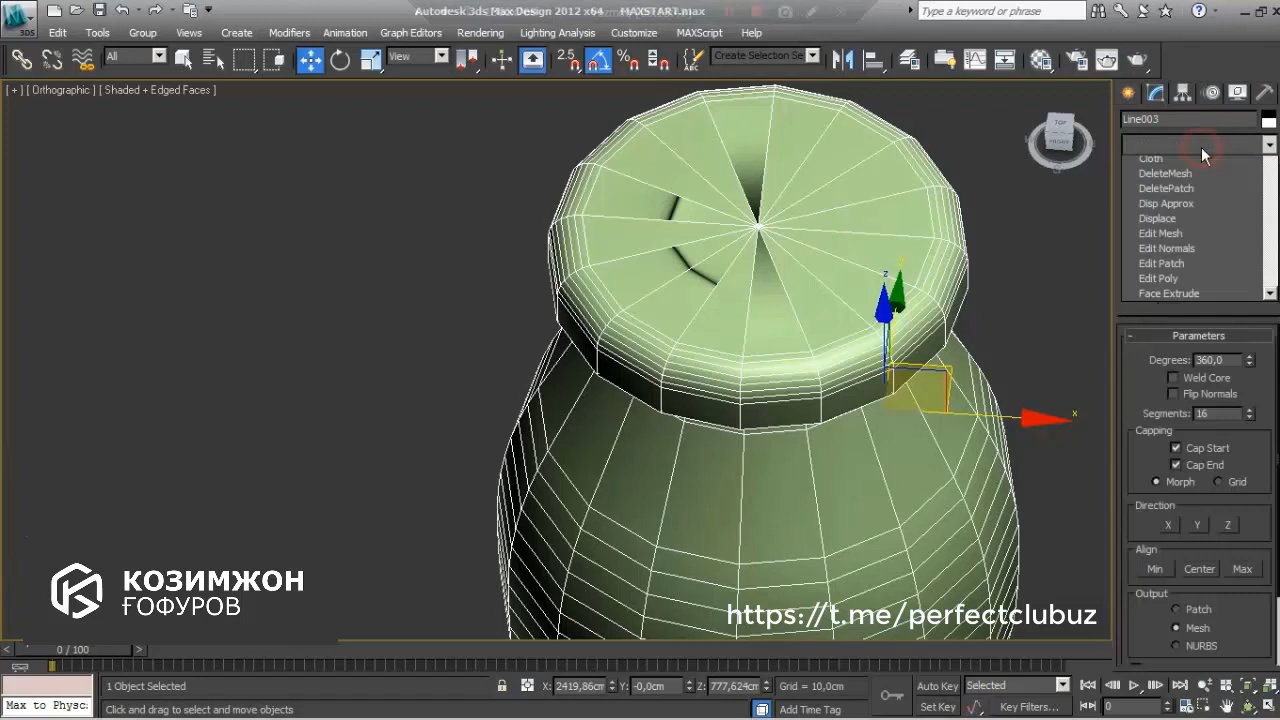 Autodesk 3ds Max Design 2012 x64 MAXSTART.max
Type a keyword or phrase
3DS
Edit Tools Group Views Create Modifiers Animation Graph Editors Rendering Lighting Analysis Customize MAXScript Help
All View 2.5 Create Selection Se
[ + ] [ Orthographic ] [ Shaded + Edged Faces ]
TOP
Line003
Cloth
DeleteMesh
DeletePatch
Disp Approx
Displace
Edit Mesh
Edit Normals
Edit Patch
Edit Poly
Face Extrude
z
x
- Parameters
Degrees: 360,0
Weld Core
Flip Normals
Segments: 16
Capping
Cap Start
Cap End
Morph Grid
Direction
X Y Z
Align
Min Center Max
Output
Patch
Mesh
NURBS
КОЗИМЖОН
ҒОФУРОВ
https://t.me/perfectclubuz
< 0 / 100 >
1 Object Selected X: 2419,86cm Y: -0,0cm Z: 777,624cm Grid = 10,0cm Auto Key Selected
Max to Physc Click and drag to select and move objects Add Time Tag Set Key Key Filters... 0